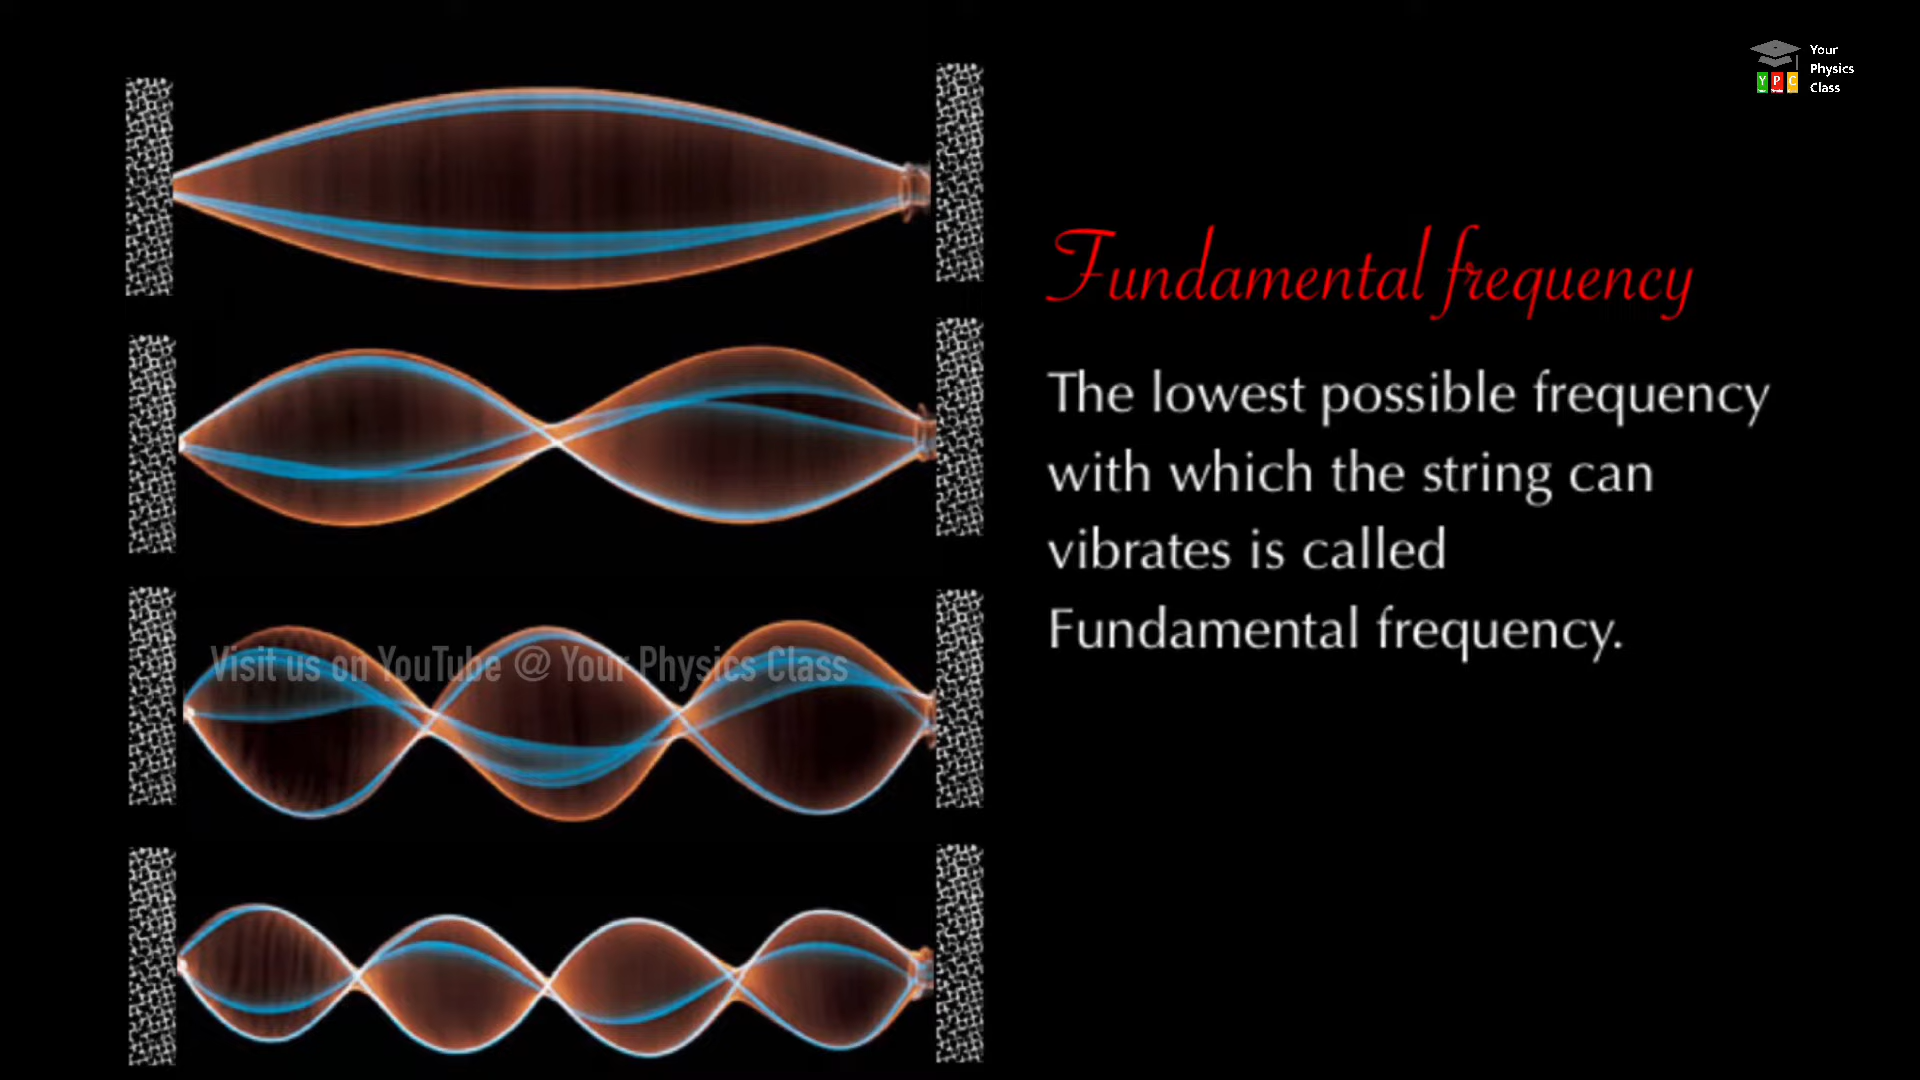 Your
Physics
Class
Y P C
Fundamental frequency
The lowest possible frequency
with which the string can
vibrates is called
Fundamental frequency.
Visit us on YouTube @ Your Physics Class